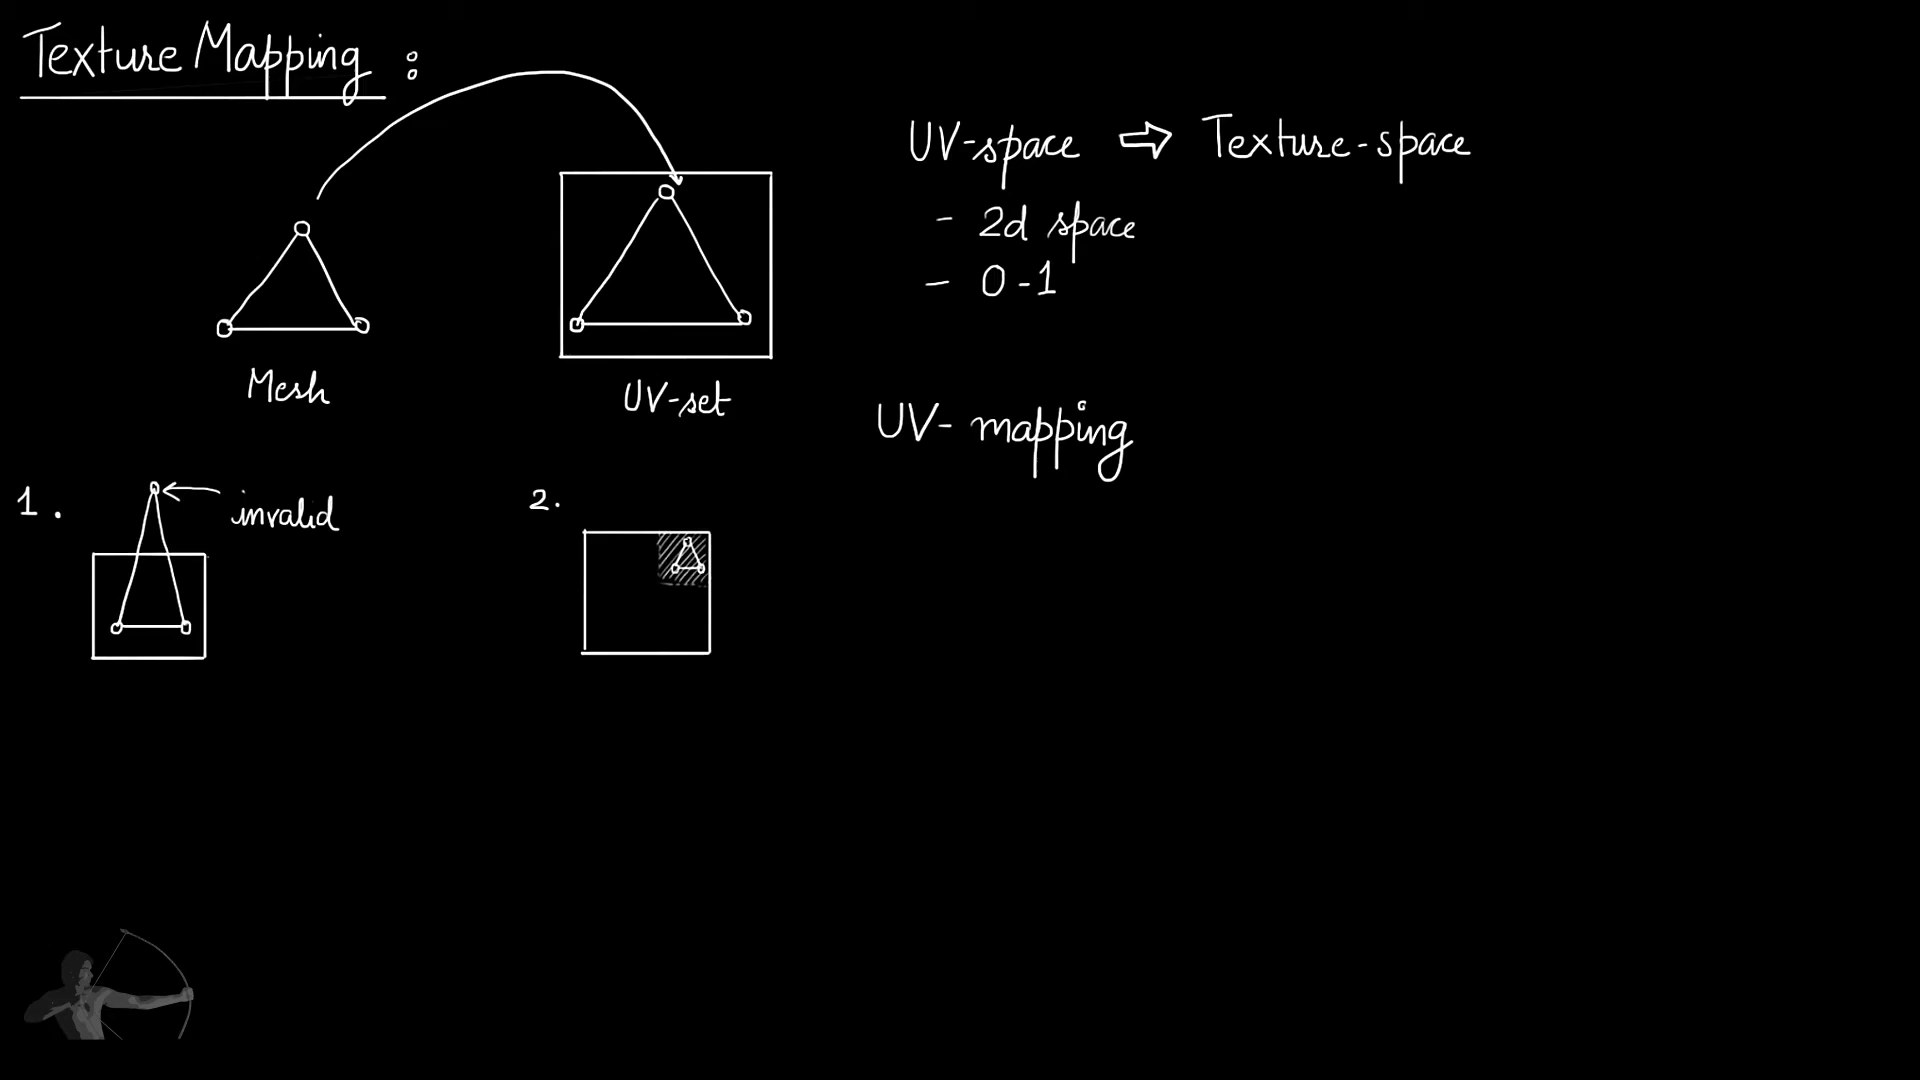 Texture Mapping :
UV-space ⇨ Texture-space
- 2d space
- 0-1
Mesh
UV-set
UV- mapping
1.
invalid
2.